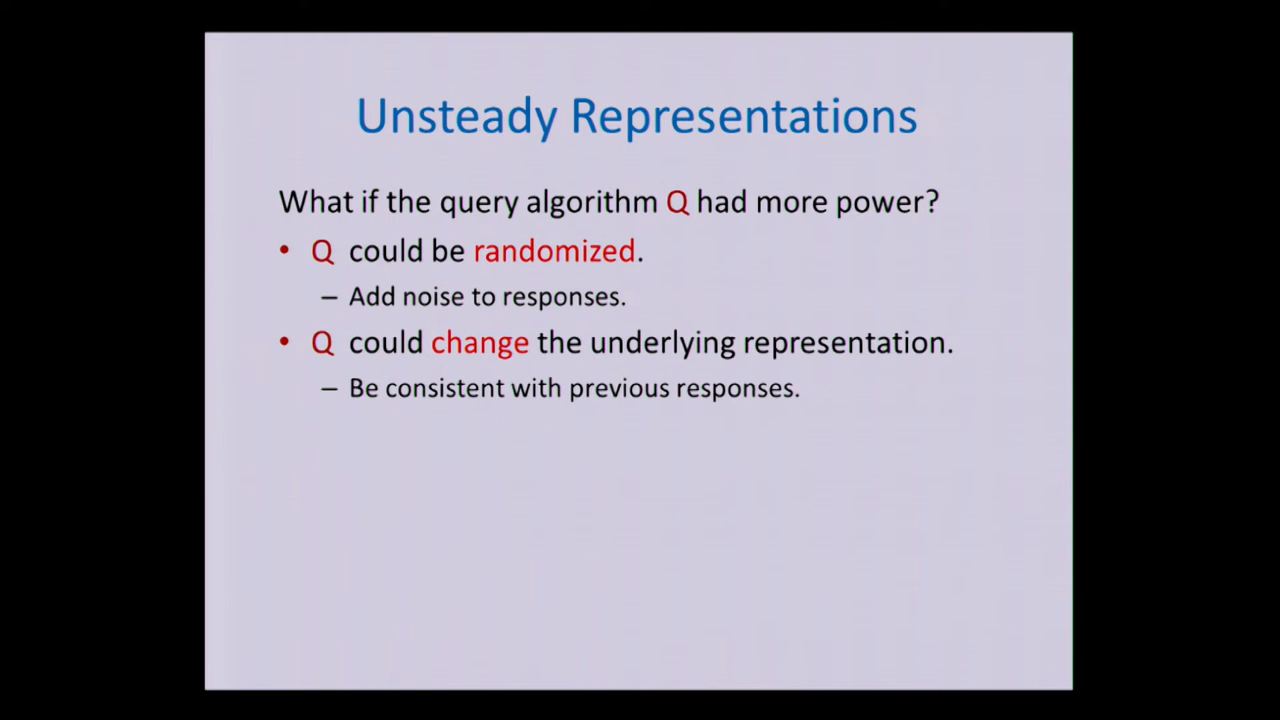 Unsteady Representations
What if the query algorithm Q had more power?
• Q could be randomized.
– Add noise to responses.
• Q could change the underlying representation.
– Be consistent with previous responses.